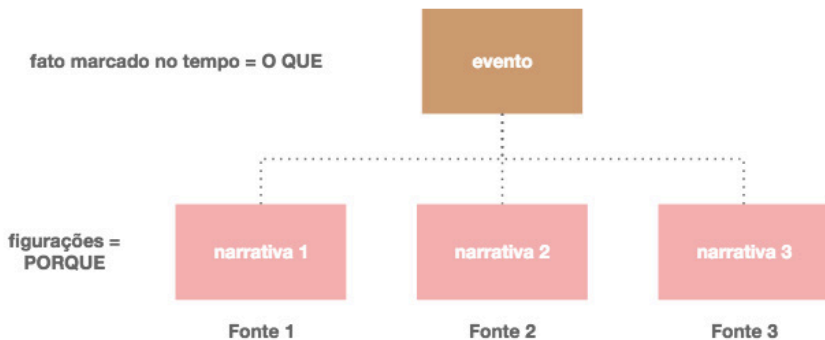 fato marcado no tempo = O QUE
evento
figurações =
PORQUE
narrativa 1
narrativa 2
narrativa 3
Fonte 1
Fonte 2
Fonte 3